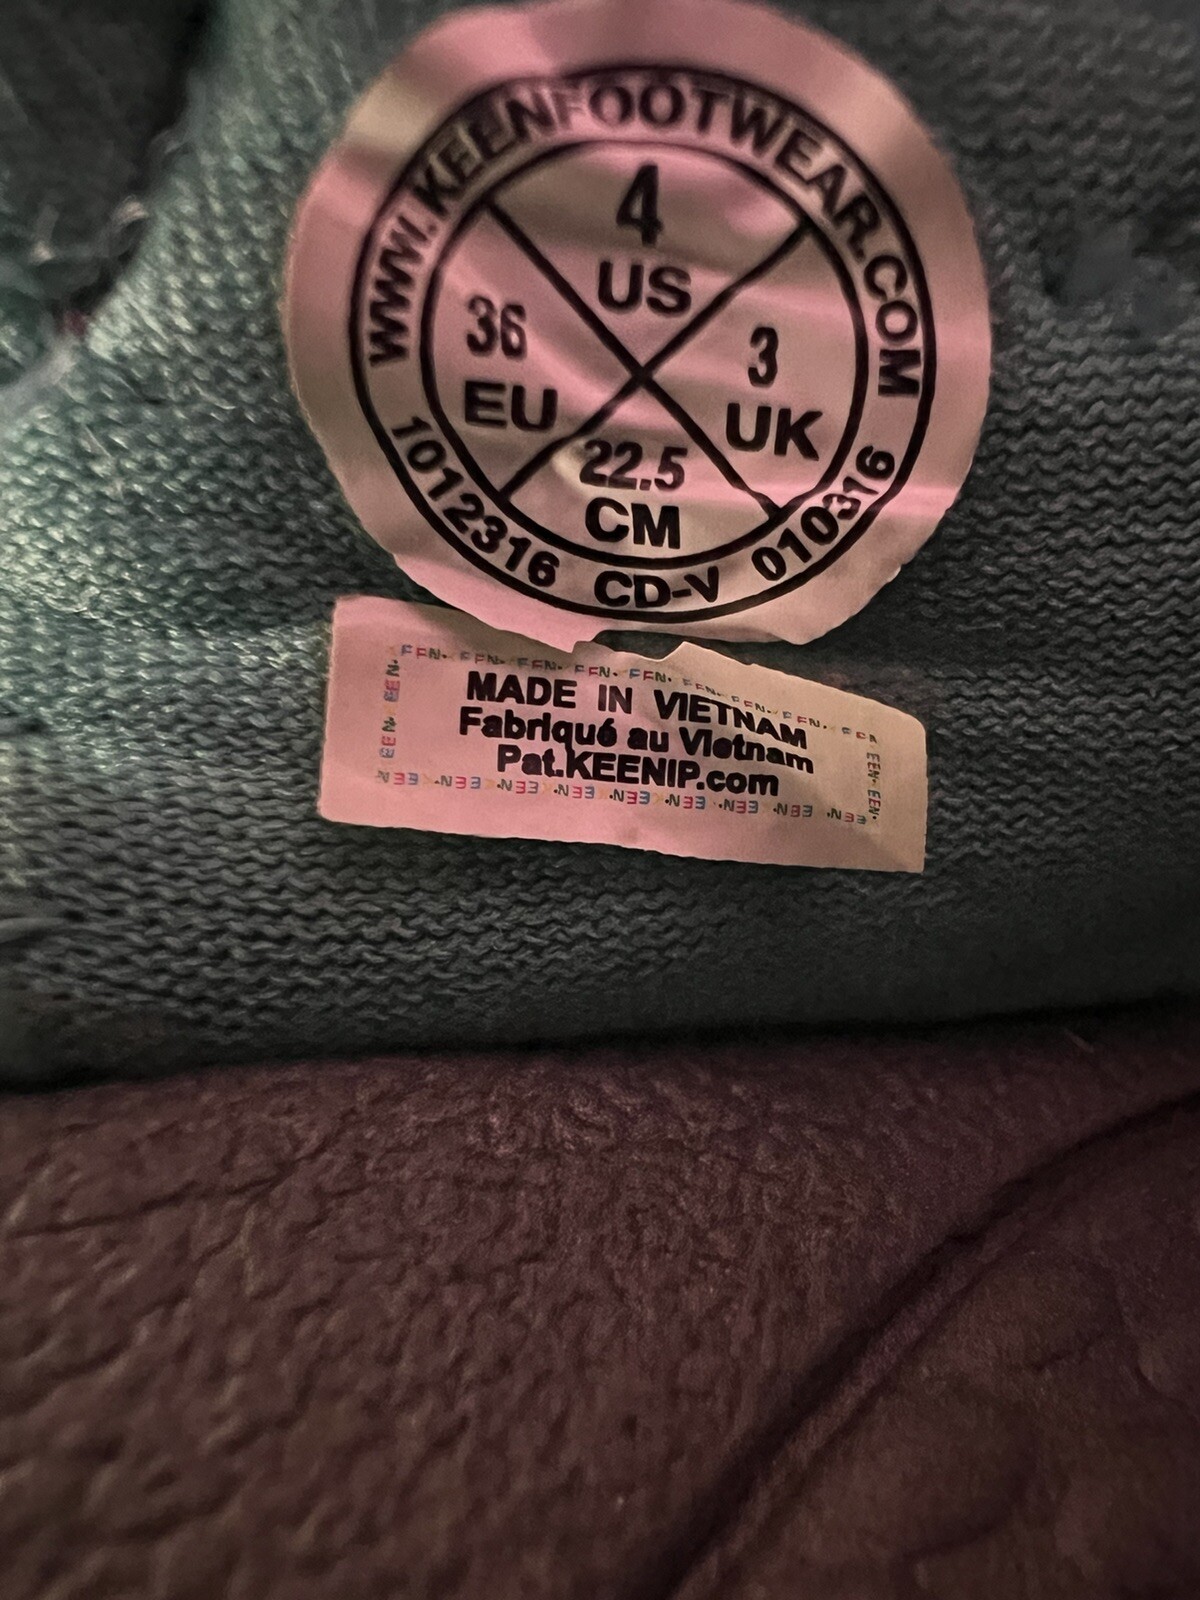 WWW.KEENFOOTWEAR.COM
4
US
36
EU
3
UK
22.5
CM
1012316 CD-V 010316
MADE IN VIETNAM
Fabriqué au Vietnam
Pat.KEENIP.com